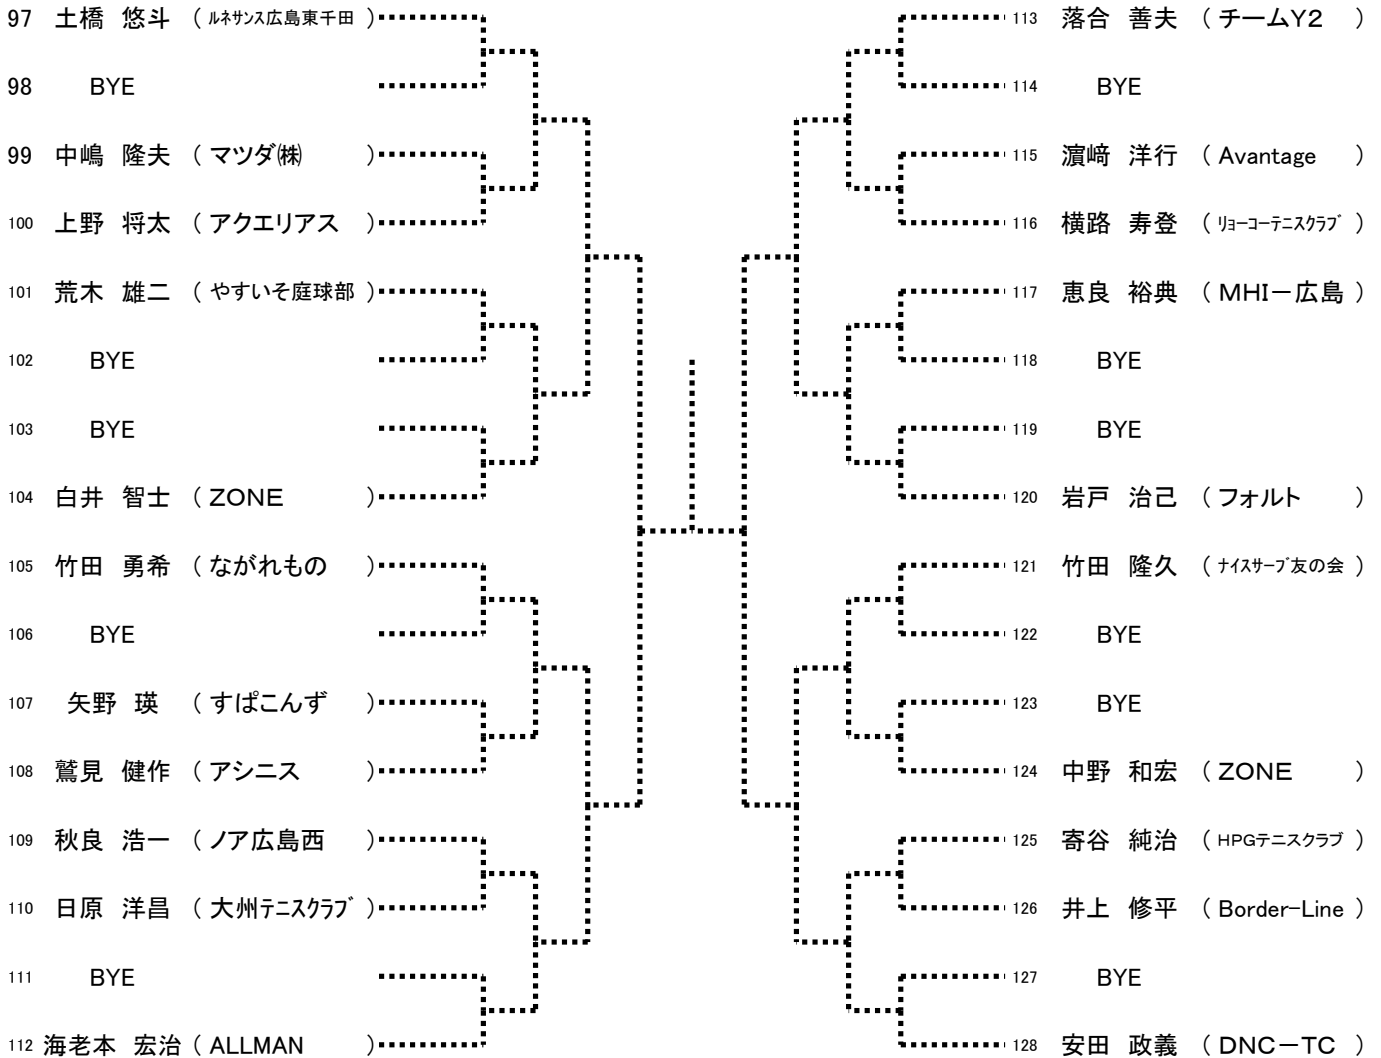 97 土橋 悠斗 ( ルネサンス広島東千田 )
98 BYE
99 中嶋 隆夫 ( マツダ㈱ )
100 上野 将太 ( アクエリアス )
101 荒木 雄二 ( やすいそ庭球部 )
102 BYE
103 BYE
104 白井 智士 ( ZONE )
105 竹田 勇希 ( ながれもの )
106 BYE
107 矢野 瑛 ( すぱこんず )
108 鷲見 健作 ( アシニス )
109 秋良 浩一 ( ノア広島西 )
110 日原 洋昌 ( 大州テニスクラブ )
111 BYE
112 海老本 宏治 ( ALLMAN )
113 落合 善夫 ( チームY2 )
114 BYE
115 濵﨑 洋行 ( Avantage )
116 横路 寿登 ( リョーコーテニスクラブ )
117 恵良 裕典 ( MHI－広島 )
118 BYE
119 BYE
120 岩戸 治己 ( フォルト )
121 竹田 隆久 ( ナイスサーブ友の会 )
122 BYE
123 BYE
124 中野 和宏 ( ZONE )
125 寄谷 純治 ( HPGテニスクラブ )
126 井上 修平 ( Border-Line )
127 BYE
128 安田 政義 ( DNC－TC )